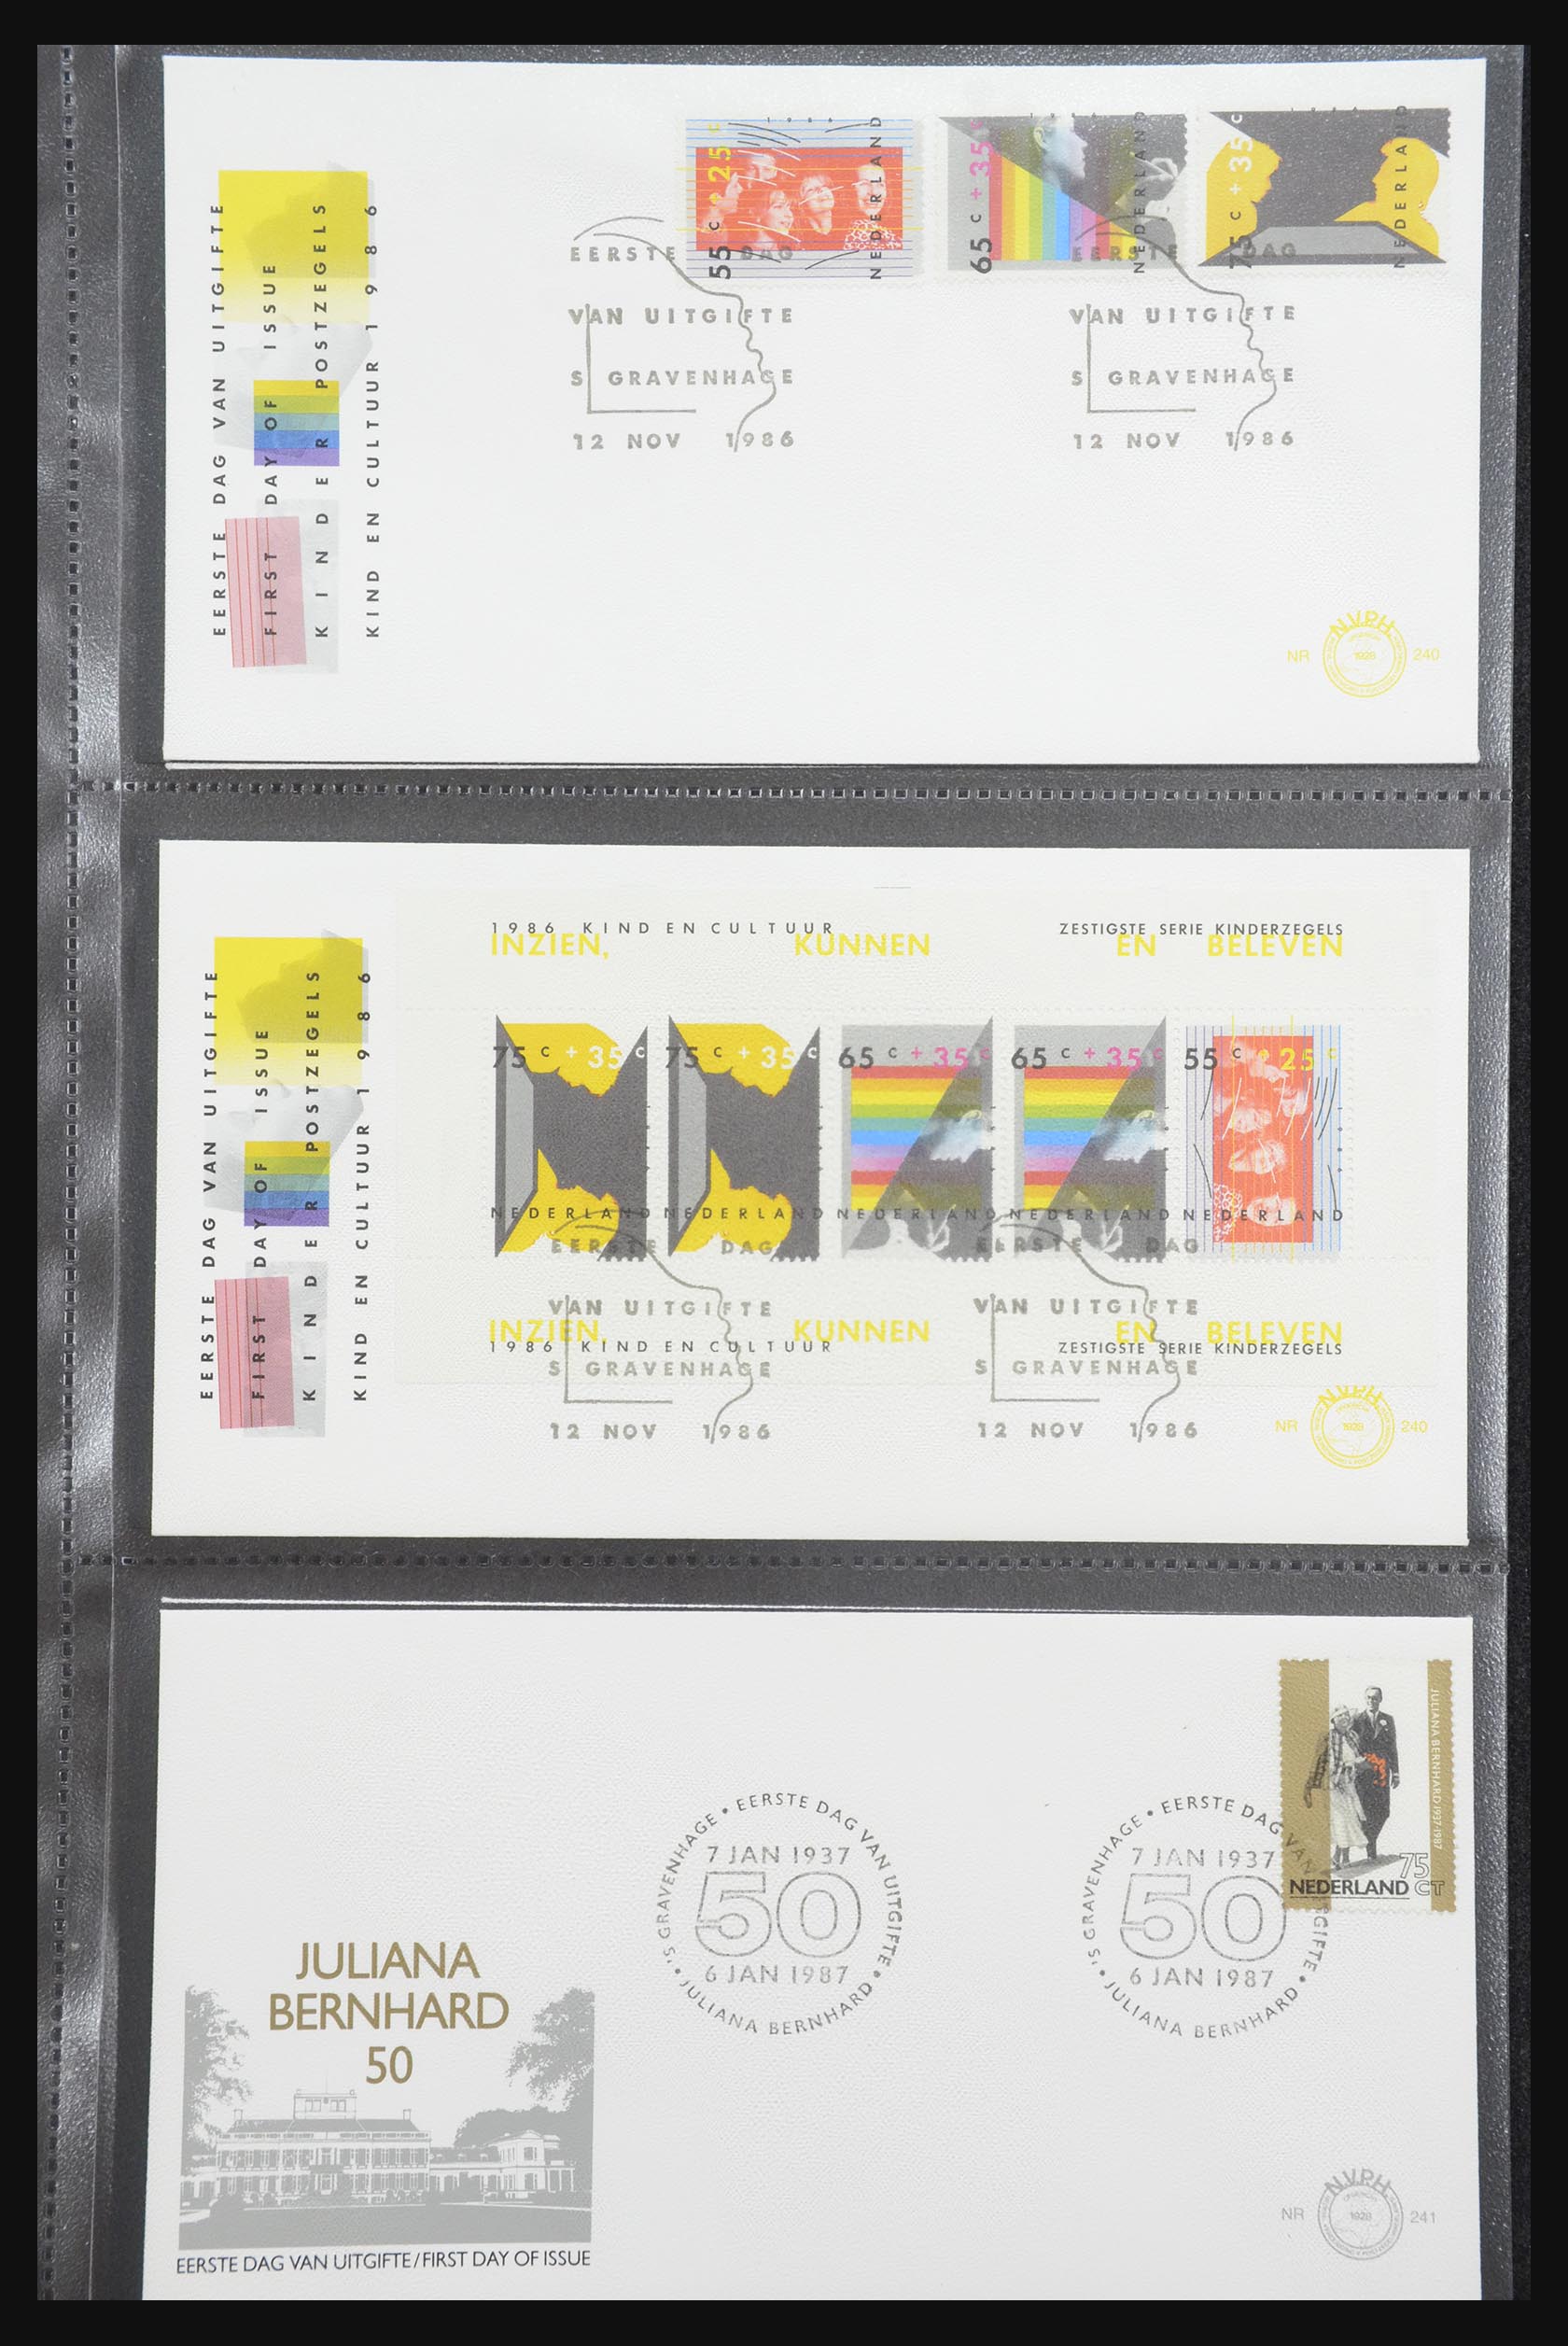 EERSTE DAG VAN UITGIFTE
FIRST DAY OF ISSUE
KINDERPOSTZEGELS
KIND EN CULTUUR 1986
55 c + 25 c
NEDERLAND
1986
65 c + 35 c
NEDERLAND
1986
75 c + 35 c
NEDERLAND
1986
EERSTE DAG
VAN UITGIFTE
S GRAVENHAGE
12 NOV 1986
EERSTE DAG
VAN UITGIFTE
S GRAVENHAGE
12 NOV 1986
NR NVPH 1928 240
EERSTE DAG VAN UITGIFTE
FIRST DAY OF ISSUE
KINDERPOSTZEGELS
KIND EN CULTUUR 1986
1986 KIND EN CULTUUR ZESTIGSTE SERIE KINDERZEGELS
INZIEN, KUNNEN EN BELEVEN
75 c + 35 c 75 c + 35 c 65 c + 35 c 65 c + 35 c 55 c + 25 c
NEDERLAND NEDERLAND NEDERLAND NEDERLAND NEDERLAND
EERSTE DAG EERSTE DAG
VAN UITGIFTE VAN UITGIFTE
INZIEN, KUNNEN EN BELEVEN
1986 KIND EN CULTUUR ZESTIGSTE SERIE KINDERZEGELS
S GRAVENHAGE S GRAVENHAGE
12 NOV 1986 12 NOV 1986
NR NVPH 1928 240
JULIANA BERNHARD 1937-1987
75
NEDERLAND CT
'S GRAVENHAGE • EERSTE DAG VAN UITGIFTE •
7 JAN 1937
50
6 JAN 1987
JULIANA BERNHARD •
'S GRAVENHAGE • EERSTE DAG VAN UITGIFTE •
7 JAN 1937
50
6 JAN 1987
JULIANA BERNHARD •
JULIANA
BERNHARD
50
EERSTE DAG VAN UITGIFTE/FIRST DAY OF ISSUE
NR NVPH 1928 241